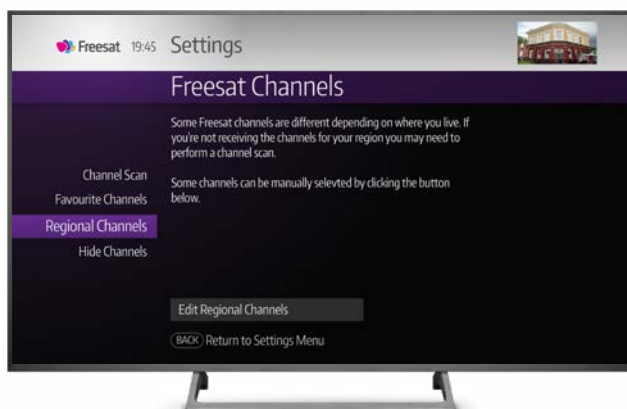 Freesat 19:45 Settings
Freesat Channels
Some Freesat channels are different depending on where you live. If
you're not receiving the channels for your region you may need to
perform a channel scan.
Some channels can be manually selevted by clicking the button
below.
Channel Scan
Favourite Channels
Regional Channels
Hide Channels
Edit Regional Channels
BACK Return to Settings Menu